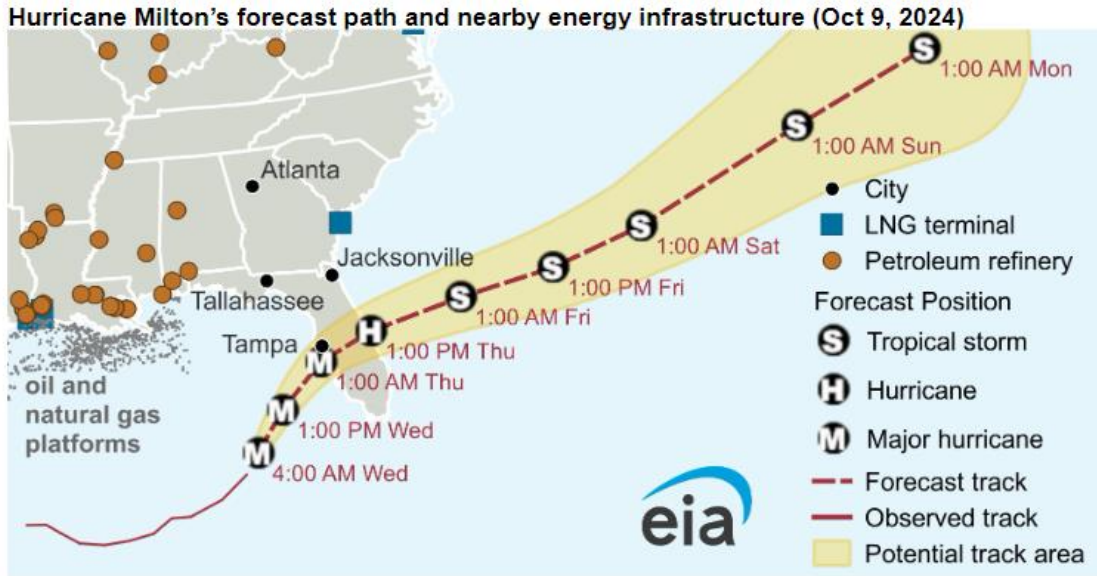 Hurricane Milton’s forecast path and nearby energy infrastructure (Oct 9, 2024)
S
1:00 AM Mon
S
1:00 AM Sun
Atlanta
City
LNG terminal
S
1:00 AM Sat
Jacksonville
Petroleum refinery
S
1:00 PM Fri
Tallahassee
S
1:00 AM Fri
Forecast Position
H
1:00 PM Thu
Tampa
S Tropical storm
M
1:00 AM Thu
oil and
natural gas
platforms
H Hurricane
M
1:00 PM Wed
M
4:00 AM Wed
M Major hurricane
Forecast track
Observed track
Potential track area
eia